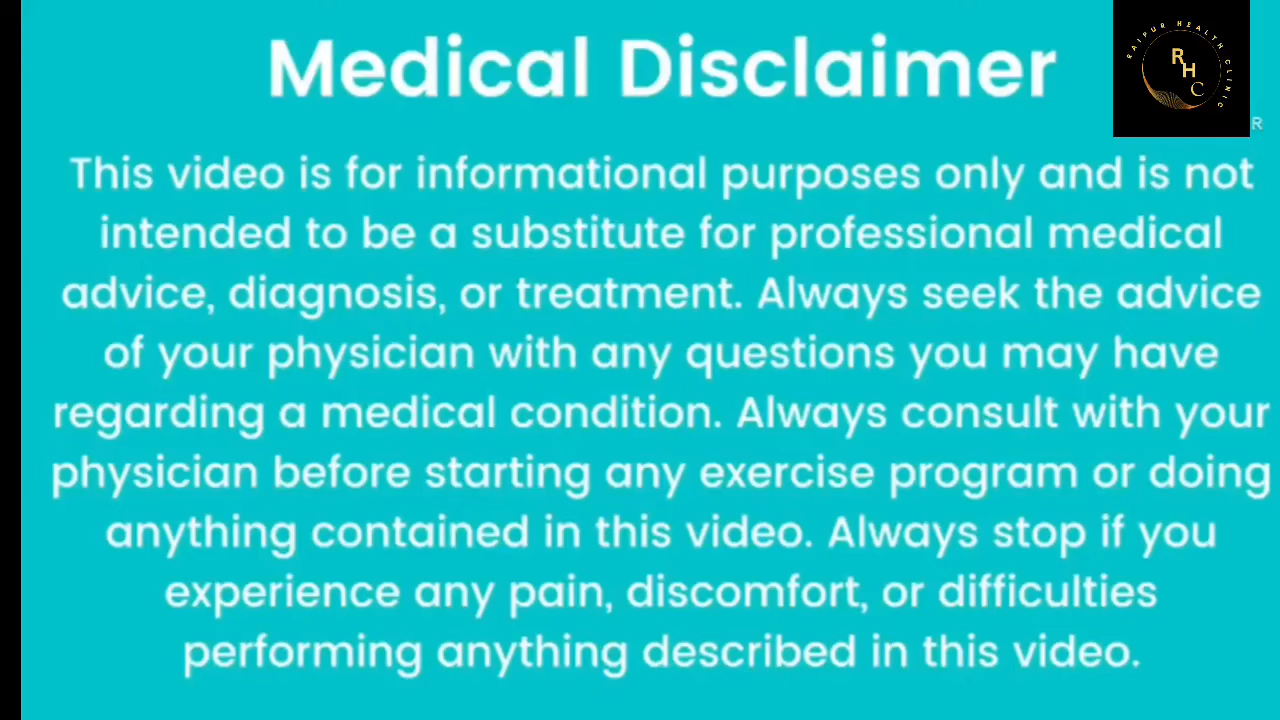 Medical Disclaimer
RAIPUR HEALTH CLINIC
R
H
C
R
This video is for informational purposes only and is not
intended to be a substitute for professional medical
advice, diagnosis, or treatment. Always seek the advice
of your physician with any questions you may have
regarding a medical condition. Always consult with your
physician before starting any exercise program or doing
anything contained in this video. Always stop if you
experience any pain, discomfort, or difficulties
performing anything described in this video.